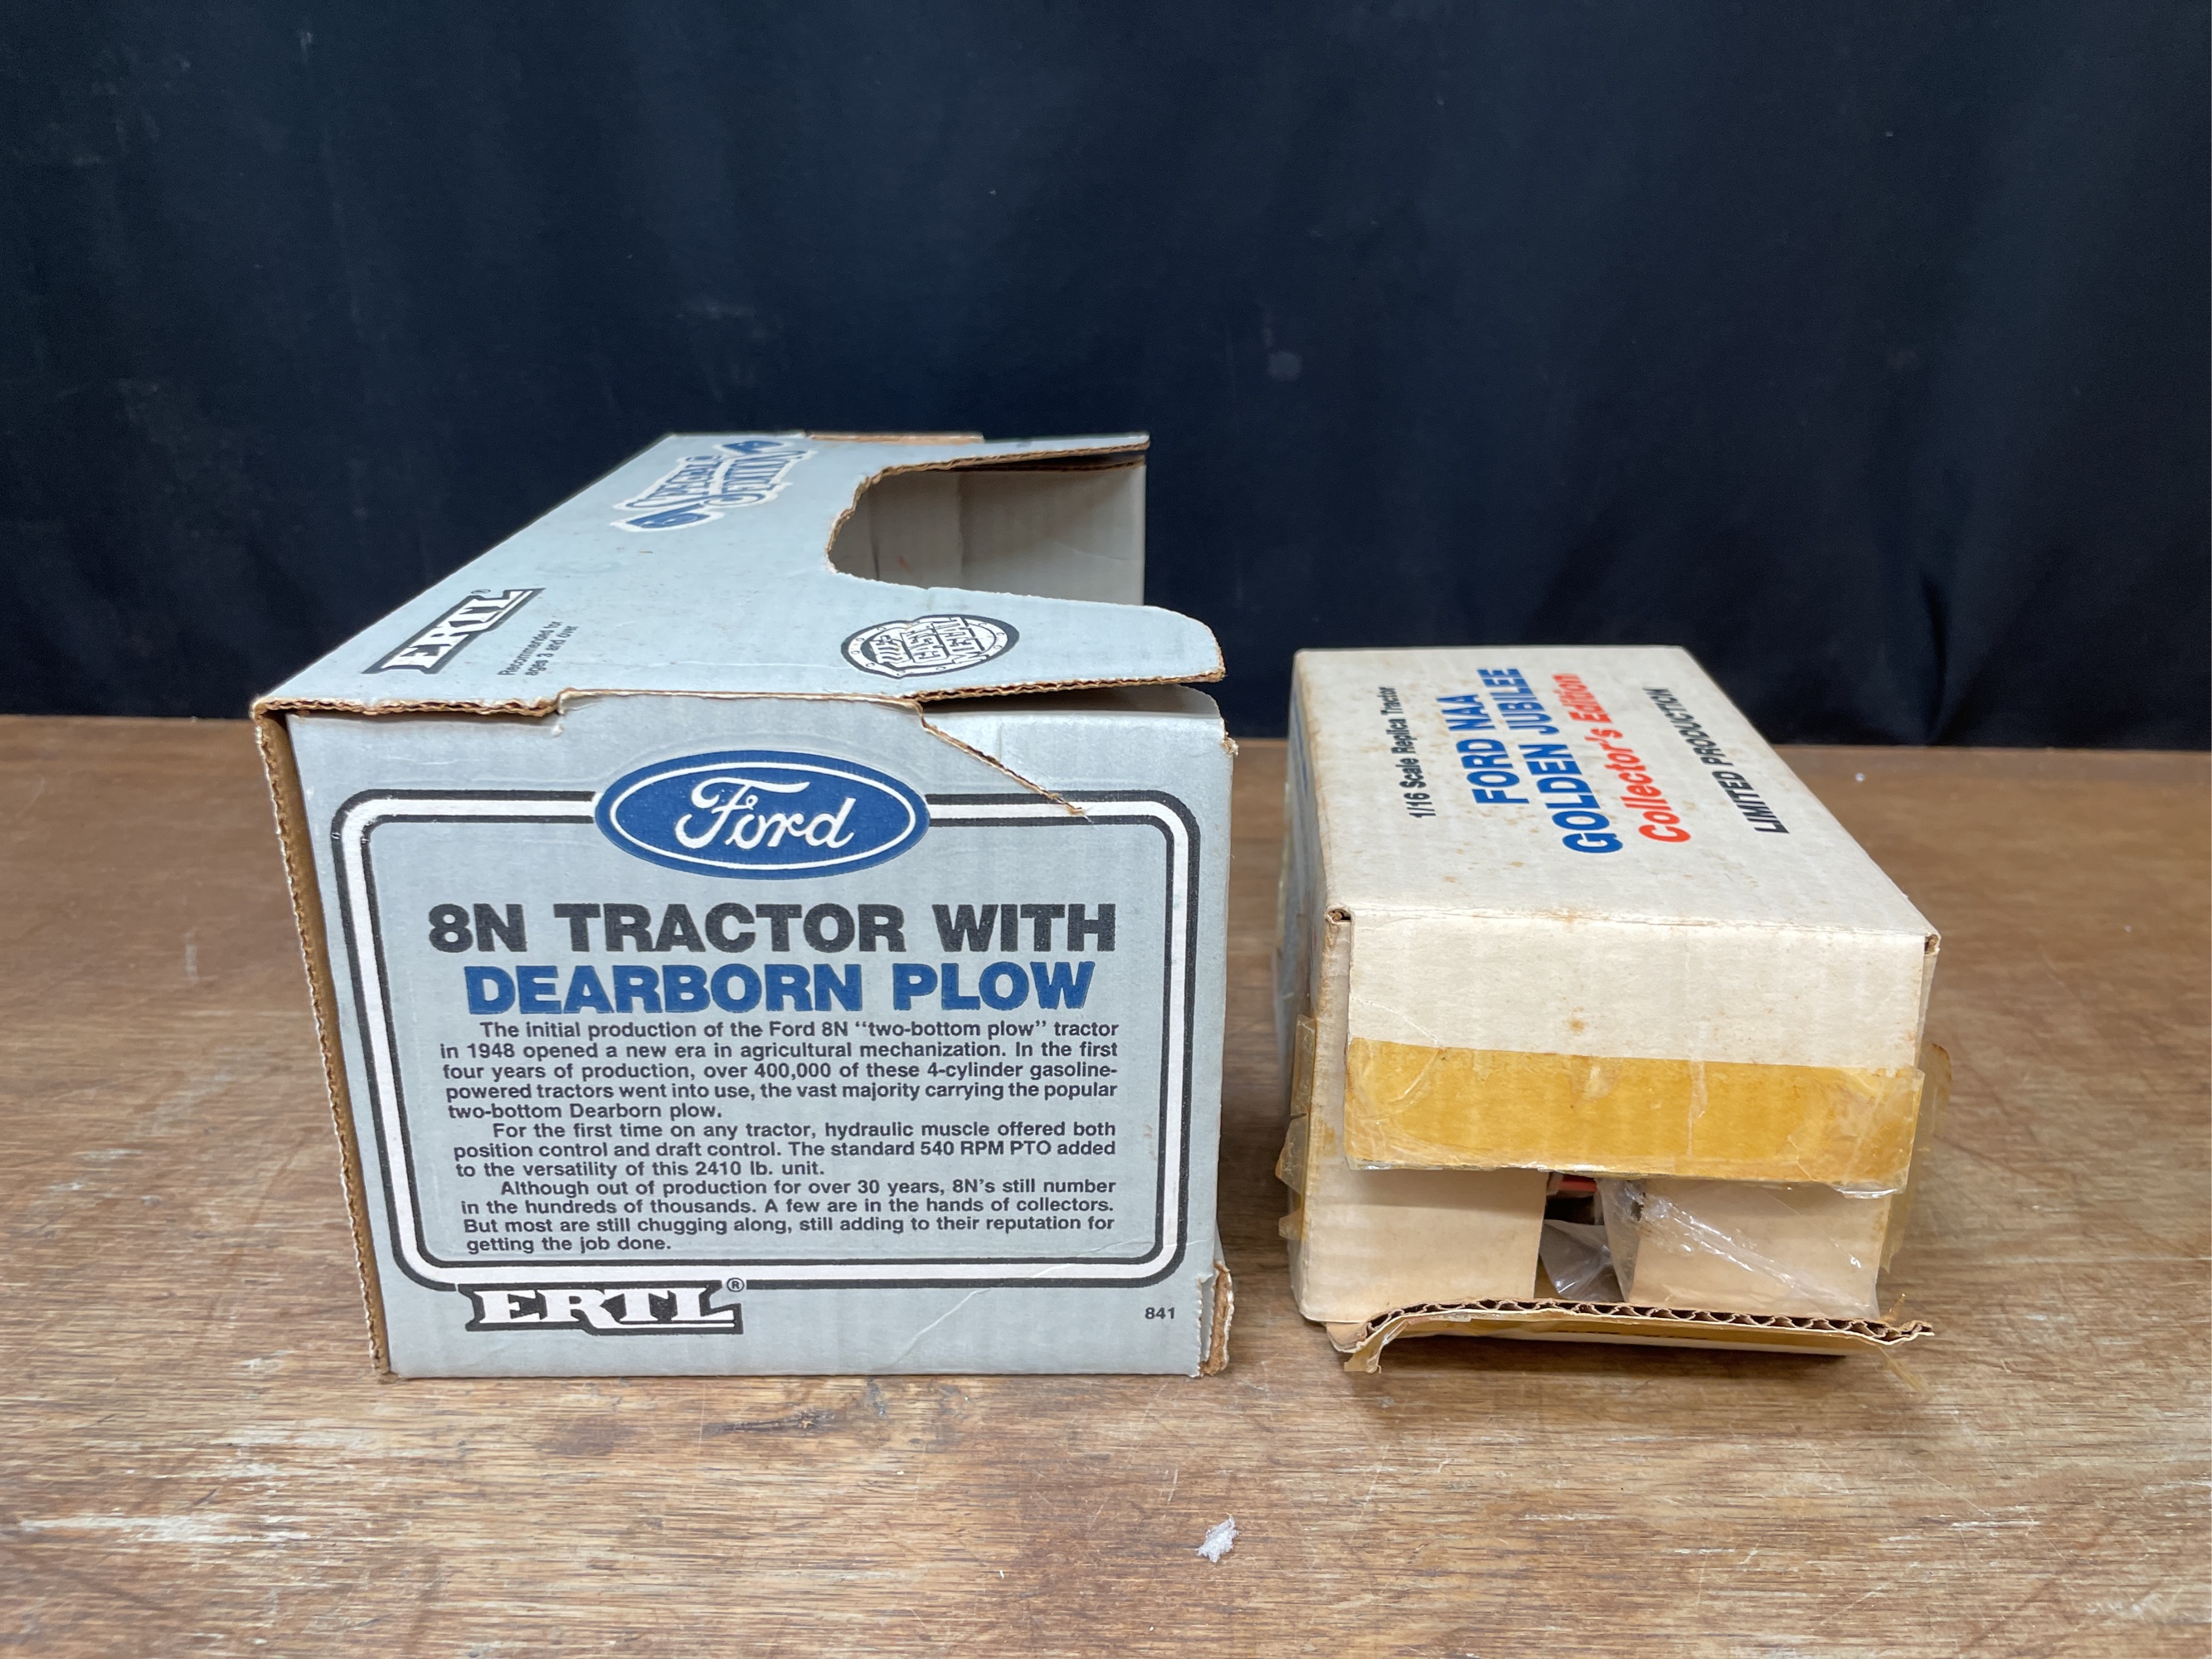 SPECIAL EDITION
ERTL®
Recommended for
ages 3 and over
DIE
CAST
METAL
Ford
8N TRACTOR WITH
DEARBORN PLOW
The initial production of the Ford 8N “two-bottom plow” tractor
in 1948 opened a new era in agricultural mechanization. In the first
four years of production, over 400,000 of these 4-cylinder gasoline-
powered tractors went into use, the vast majority carrying the popular
two-bottom Dearborn plow.
For the first time on any tractor, hydraulic muscle offered both
position control and draft control. The standard 540 RPM PTO added
to the versatility of this 2410 lb. unit.
Although out of production for over 30 years, 8N's still number
in the hundreds of thousands. A few are in the hands of collectors.
But most are still chugging along, still adding to their reputation for
getting the job done.
ERTL®
841
1/16 Scale Replica Tractor
FORD NAA
GOLDEN JUBILEE
Collector's Edition
LIMITED PRODUCTION